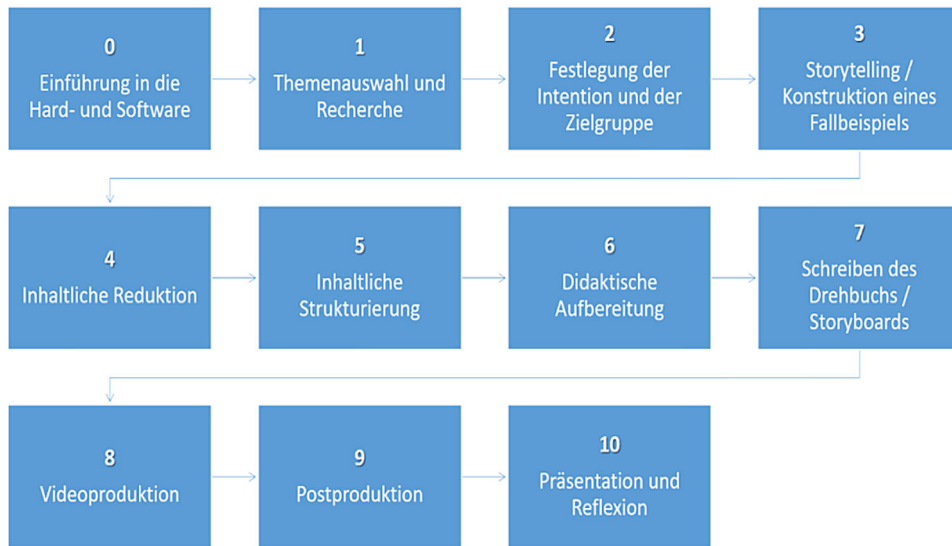 0
Einführung in die
Hard- und Software
1
Themenauswahl und
Recherche
2
Festlegung der
Intention und der
Zielgruppe
3
Storytelling /
Konstruktion eines
Fallbeispiels
4
Inhaltliche Reduktion
5
Inhaltliche
Strukturierung
6
Didaktische
Aufbereitung
7
Schreiben des
Drehbuchs /
Storyboards
8
Videoproduktion
9
Postproduktion
10
Präsentation und
Reflexion